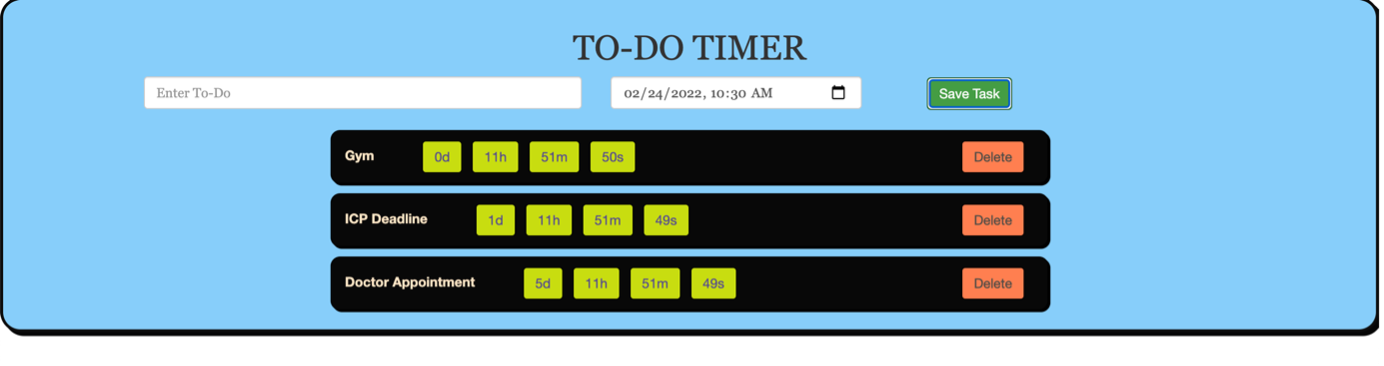 TO-DO TIMER
Enter To-Do 02/24/2022, 10:30 AM Save Task
Gym 0d 11h 51m 50s Delete
ICP Deadline 1d 11h 51m 49s Delete
Doctor Appointment 5d 11h 51m 49s Delete